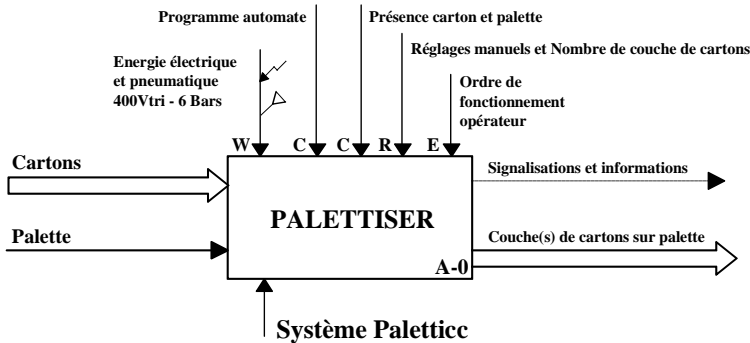 Programme automate
Présence carton et palette
Réglages manuels et Nombre de couche de cartons
Energie électrique
et pneumatique
400Vtri - 6 Bars
Ordre de
fonctionnement
opérateur
W C C R E
Cartons
Signalisations et informations
PALETTISER
Palette
Couche(s) de cartons sur palette
A-0
Système Paletticc